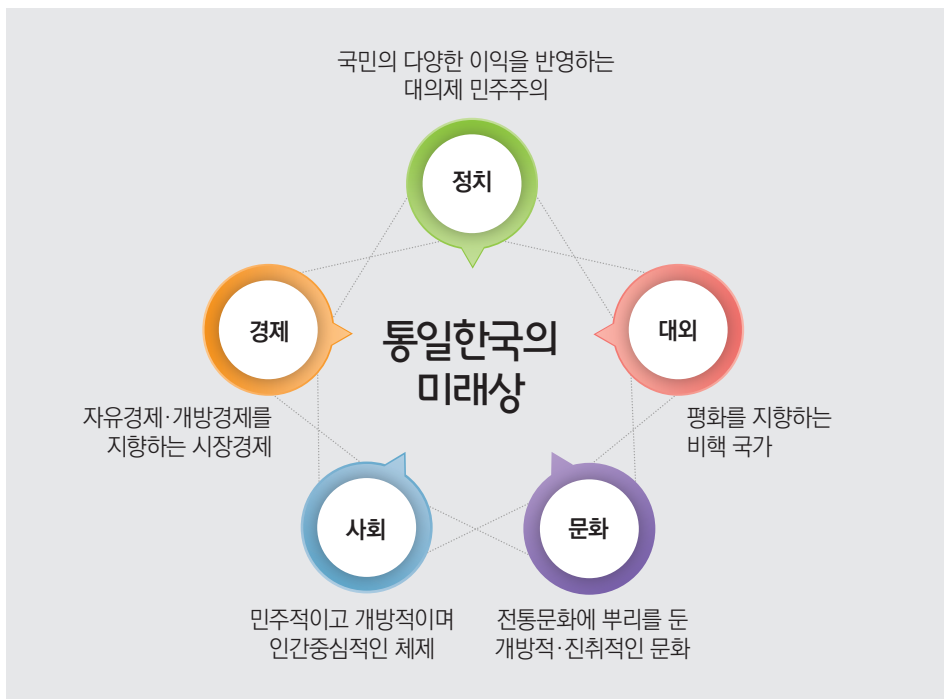 국민의 다양한 이익을 반영하는
대의제 민주주의
정치
경제
통일한국의
미래상
대외
자유경제·개방경제를
지향하는 시장경제
평화를 지향하는
비핵 국가
사회
문화
민주적이고 개방적이며
인간중심적인 체제
전통문화에 뿌리를 둔
개방적·진취적인 문화